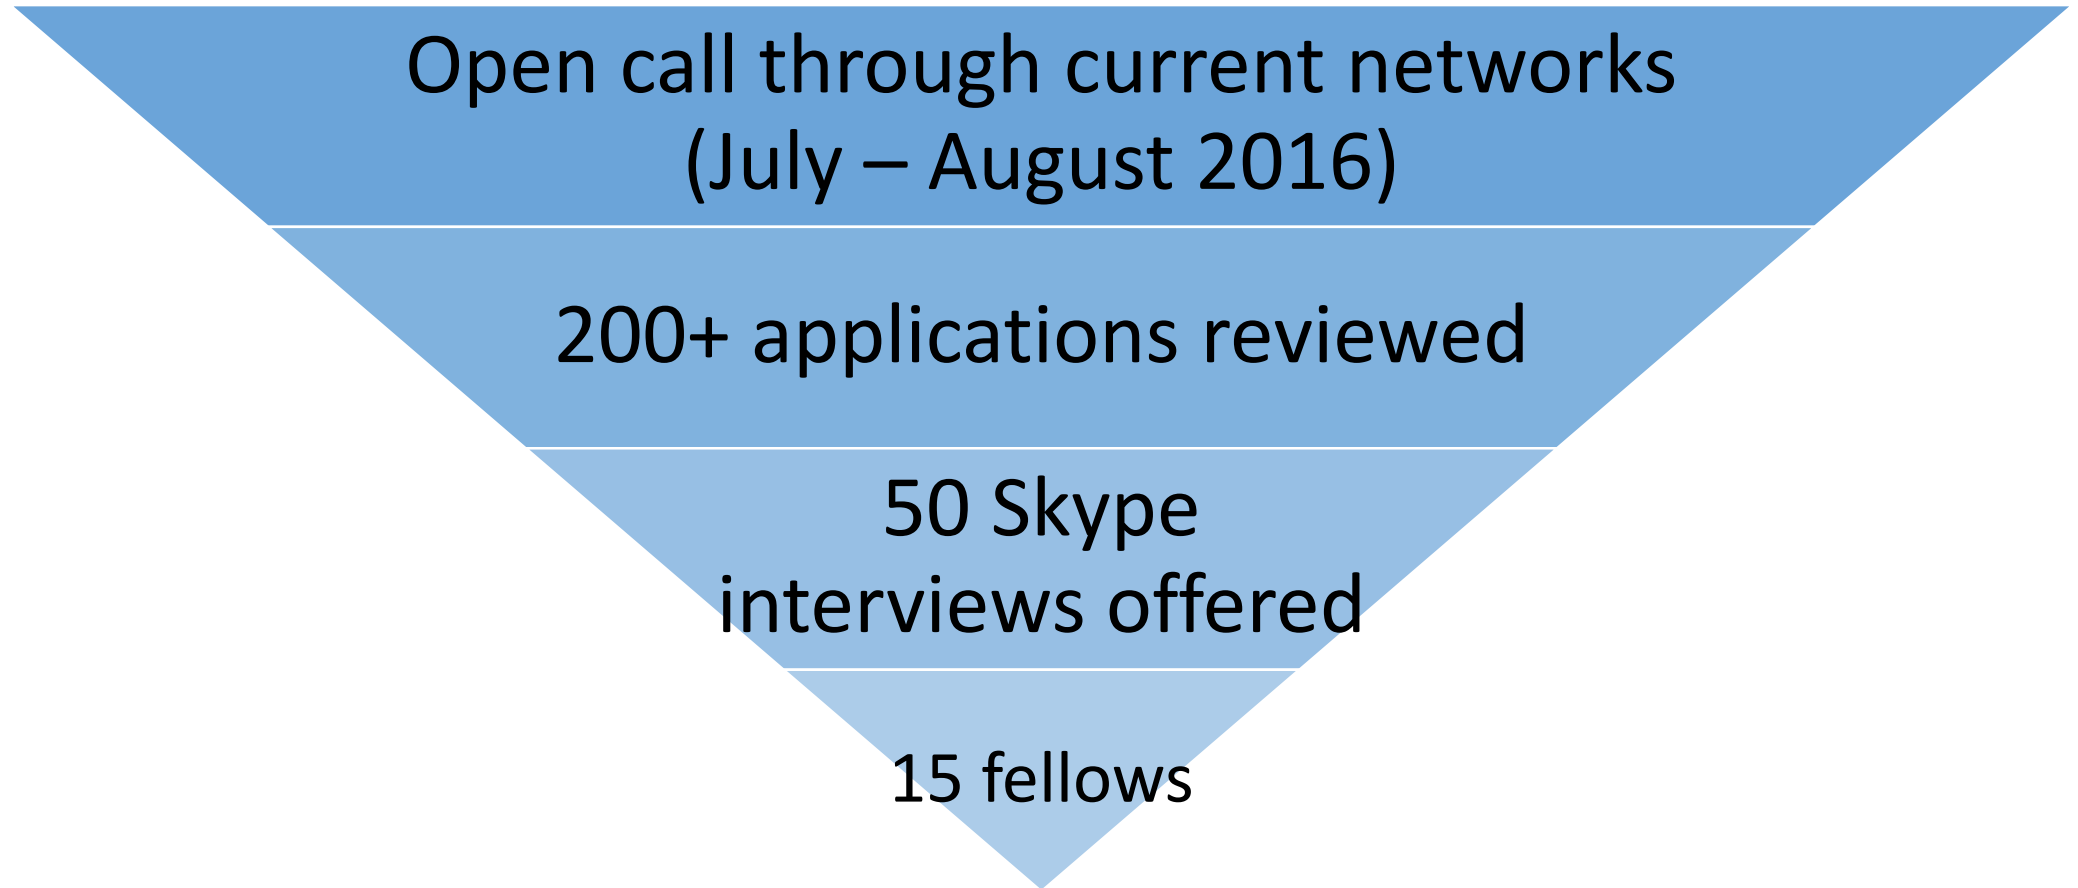 Open call through current networks
(July – August 2016)
200+ applications reviewed
50 Skype
interviews offered
15 fellows